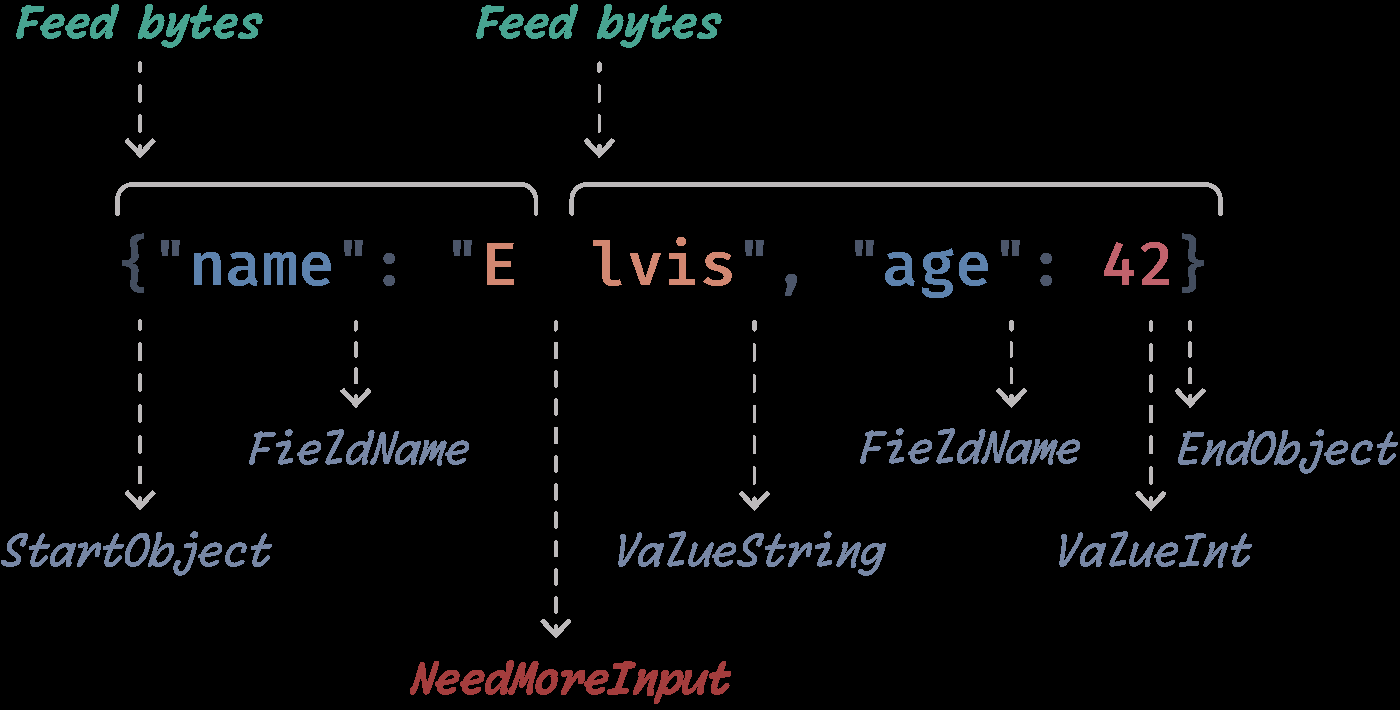 Feed bytes Feed bytes
{"name": "E lvis", "age": 42}
FieldName FieldName EndObject
StartObject ValueString ValueInt
NeedMoreInput